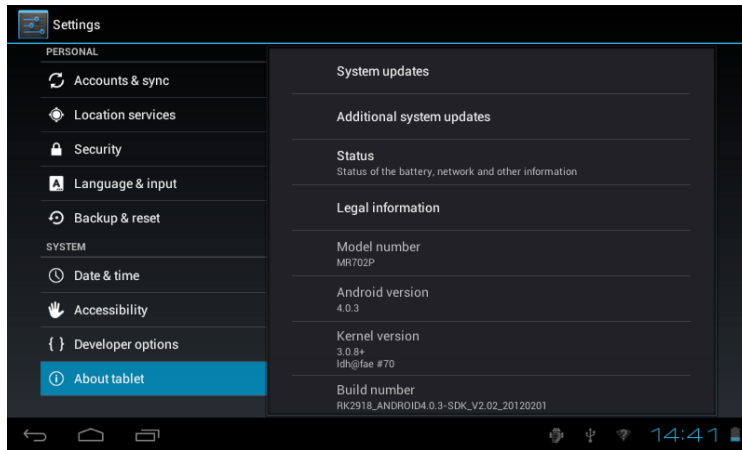 Settings
PERSONAL
Accounts & sync
Location services
Security
Language & input
Backup & reset
SYSTEM
Date & time
Accessibility
Developer options
About tablet
System updates
Additional system updates
Status
Status of the battery, network and other information
Legal information
Model number
MR702P
Android version
4.0.3
Kernel version
3.0.8+
ldh@fae #70
Build number
RK2918_ANDROID4.0.3-SDK_V2.02_20120201
14:41